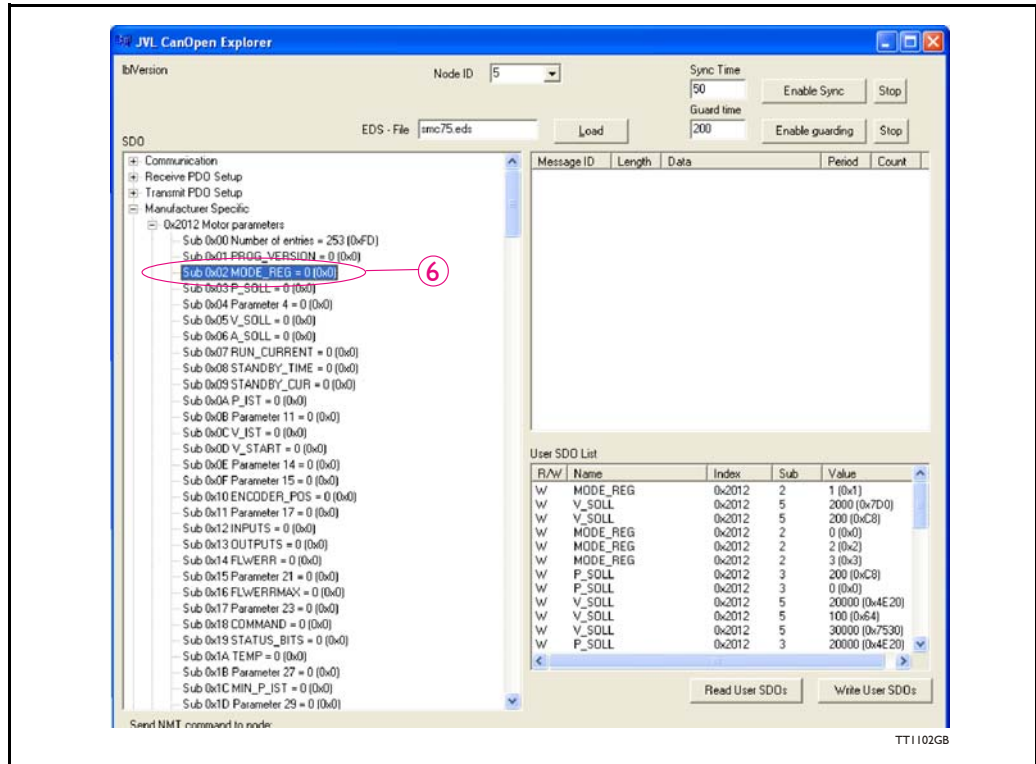 JVL CanOpen Explorer
lblVersion
Node ID 5
Sync Time
50 Enable Sync Stop
Guard time
EDS - File smc75.eds Load 200 Enable guarding Stop
SDO
Communication
Receive PDO Setup
Transmit PDO Setup
Manufacturer Specific
0x2012 Motor parameters
Sub 0x00 Number of entries = 253 (0xFD)
Sub 0x01 PROG_VERSION = 0 (0x0)
Sub 0x02 MODE_REG = 0 (0x0)
6
Sub 0x03 P_SOLL = 0 (0x0)
Sub 0x04 Parameter 4 = 0 (0x0)
Sub 0x05 V_SOLL = 0 (0x0)
Sub 0x06 A_SOLL = 0 (0x0)
Sub 0x07 RUN_CURRENT = 0 (0x0)
Sub 0x08 STANDBY_TIME = 0 (0x0)
Sub 0x09 STANDBY_CUR = 0 (0x0)
Sub 0x0A P_IST = 0 (0x0)
Sub 0x0B Parameter 11 = 0 (0x0)
Sub 0x0C V_IST = 0 (0x0)
Sub 0x0D V_START = 0 (0x0)
Sub 0x0E Parameter 14 = 0 (0x0)
Sub 0x0F Parameter 15 = 0 (0x0)
Sub 0x10 ENCODER_POS = 0 (0x0)
Sub 0x11 Parameter 17 = 0 (0x0)
Sub 0x12 INPUTS = 0 (0x0)
Sub 0x13 OUTPUTS = 0 (0x0)
Sub 0x14 FLWERR = 0 (0x0)
Sub 0x15 Parameter 21 = 0 (0x0)
Sub 0x16 FLWERRMAX = 0 (0x0)
Sub 0x17 Parameter 23 = 0 (0x0)
Sub 0x18 COMMAND = 0 (0x0)
Sub 0x19 STATUS_BITS = 0 (0x0)
Sub 0x1A TEMP = 0 (0x0)
Sub 0x1B Parameter 27 = 0 (0x0)
Sub 0x1C MIN_P_IST = 0 (0x0)
Sub 0x1D Parameter 29 = 0 (0x0)
Message ID Length Data Period Count
User SDO List
R/W Name Index Sub Value
W MODE_REG 0x2012 2 1 (0x1)
W V_SOLL 0x2012 5 2000 (0x7D0)
W V_SOLL 0x2012 5 200 (0xC8)
W MODE_REG 0x2012 2 0 (0x0)
W MODE_REG 0x2012 2 2 (0x2)
W MODE_REG 0x2012 2 3 (0x3)
W P_SOLL 0x2012 3 200 (0xC8)
W P_SOLL 0x2012 3 0 (0x0)
W V_SOLL 0x2012 5 20000 (0x4E20)
W V_SOLL 0x2012 5 100 (0x64)
W V_SOLL 0x2012 5 30000 (0x7530)
W P_SOLL 0x2012 3 20000 (0x4E20)
Read User SDOs Write User SDOs
Send NMT command to node:
TT1102GB